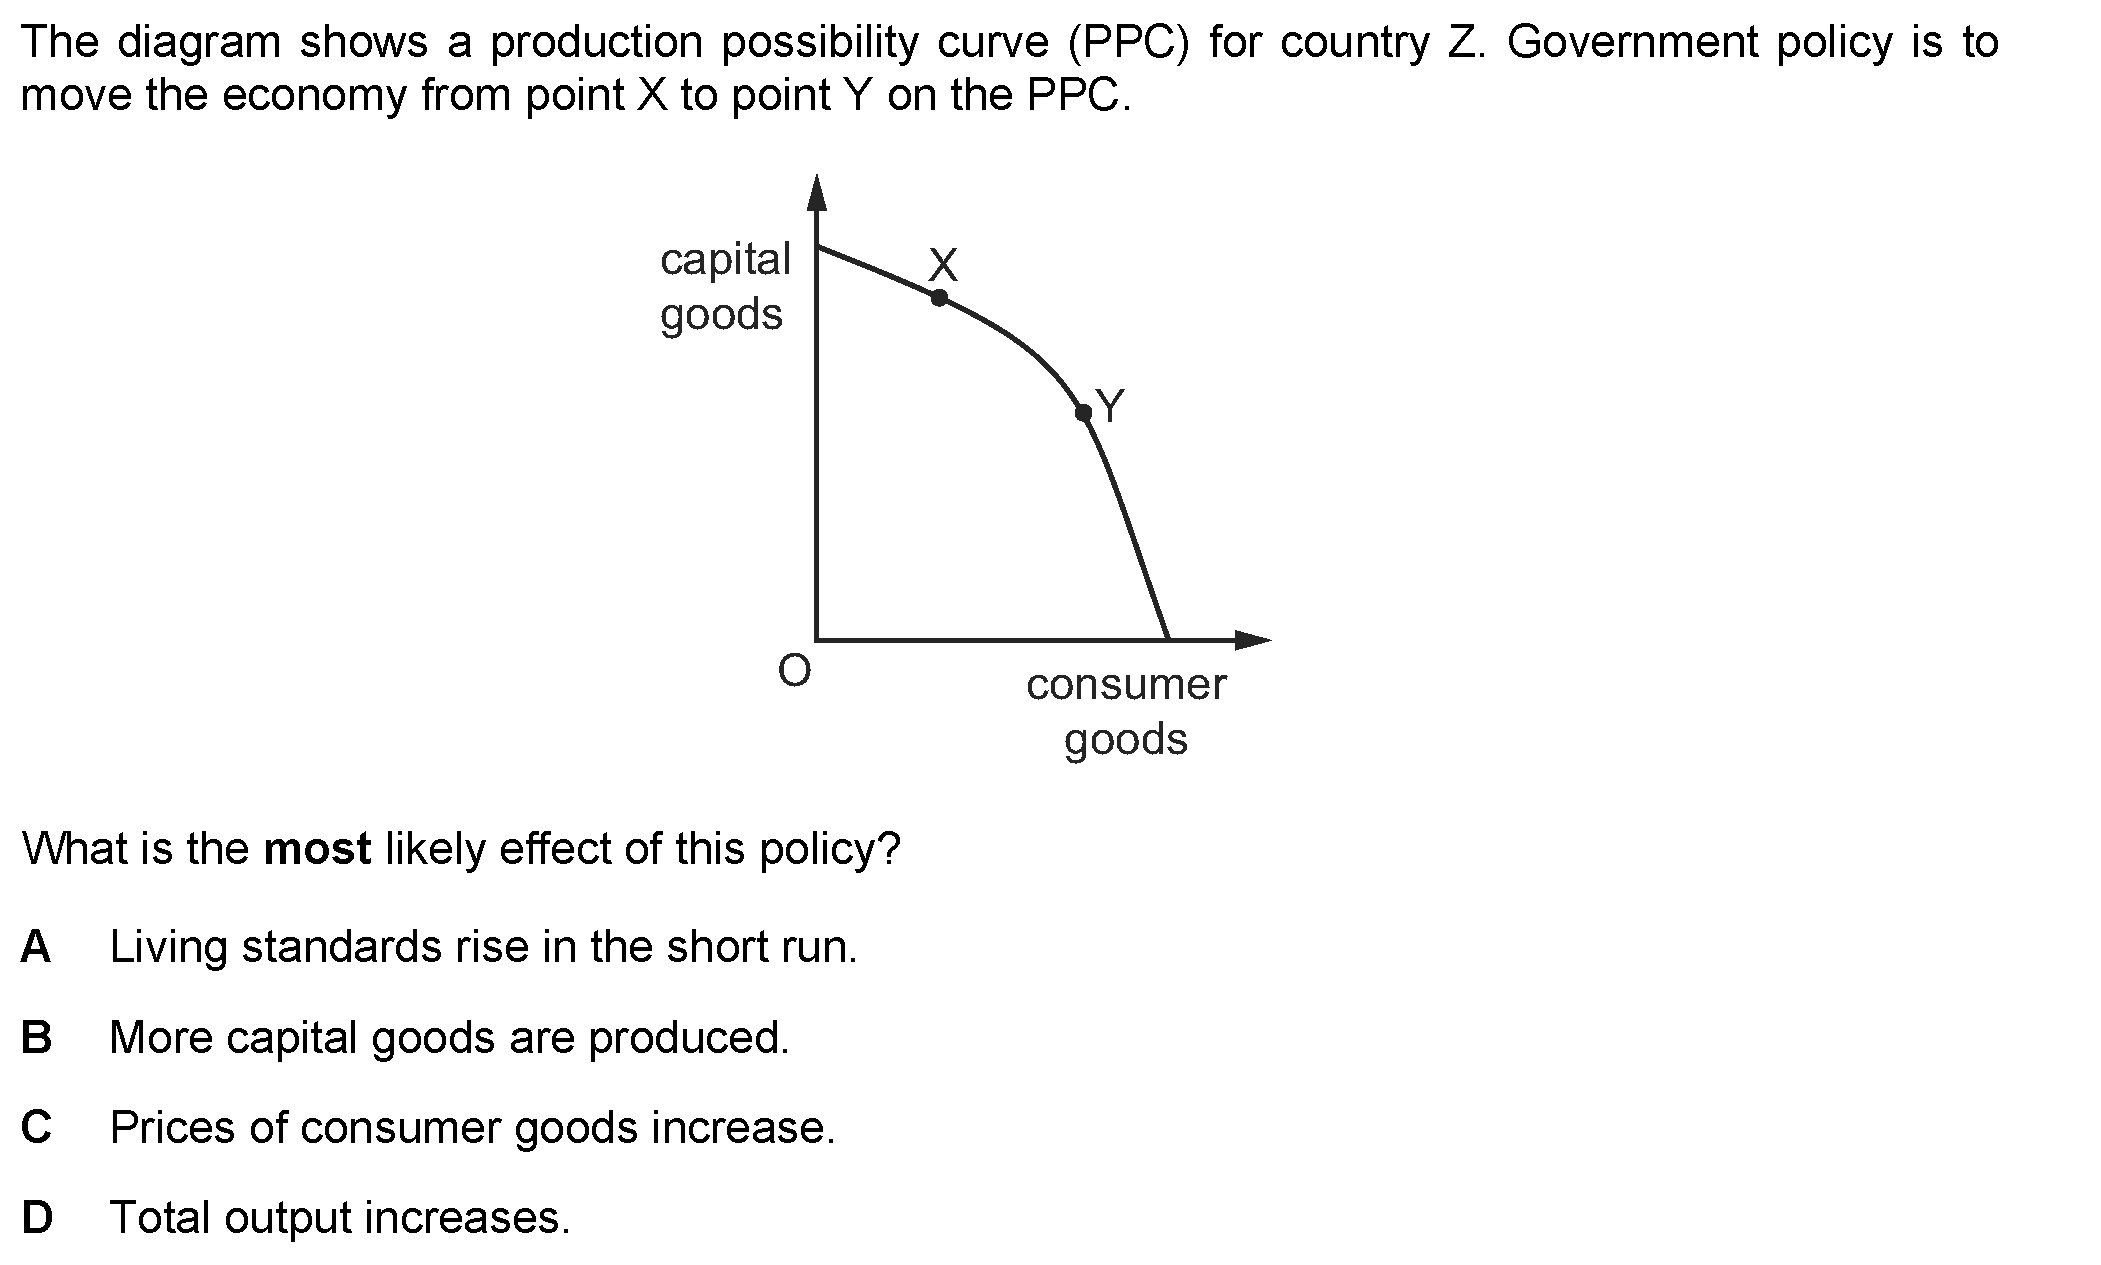 The diagram shows a production possibility curve (PPC) for country Z. Government policy is to
move the economy from point X to point Y on the PPC.
capital
goods
X
Y
O
consumer
goods
What is the most likely effect of this policy?
A Living standards rise in the short run.
B More capital goods are produced.
C Prices of consumer goods increase.
D Total output increases.